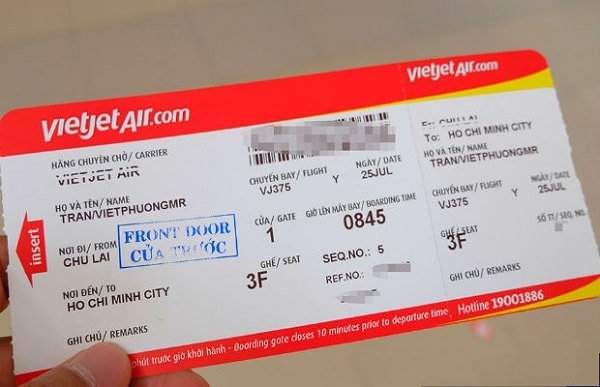 vietjetAir.com
HÃNG CHUYÊN CHỞ/ CARRIER
VIETJET AIR
HỌ VÀ TÊN/ NAME
TRAN/VIETPHUONGMR
NƠI ĐI/ FROM
CHU LAI
NƠI ĐẾN/ TO
HO CHI MINH CITY
GHI CHÚ/ REMARKS
FRONT DOOR
CỬA TRƯỚC
CHUYẾN BAY/ FLIGHT NGÀY/ DATE
VJ375 Y 25JUL
CỬA/ GATE GIỜ LÊN MÁY BAY/ BOARDING TIME
1 0845
GHẾ/ SEAT SEQ.NO.: 5
3F REF.NO.:
insert
phút trước giờ khởi hành - Boarding gate closes 10 minutes prior to departure time
vietjetAir.com
CHU LAI
To: HO CHI MINH CITY
HỌ VÀ TÊN/ NAME
TRAN/VIETPHUONGMR
CHUYẾN BAY/ FLIGHT NGÀY/ DATE
VJ375 Y 25JUL
GHẾ/ SEAT SỐ TT/ SEQ. NO.
3F
GHI CHÚ/ REMARKS
Hotline 19001886